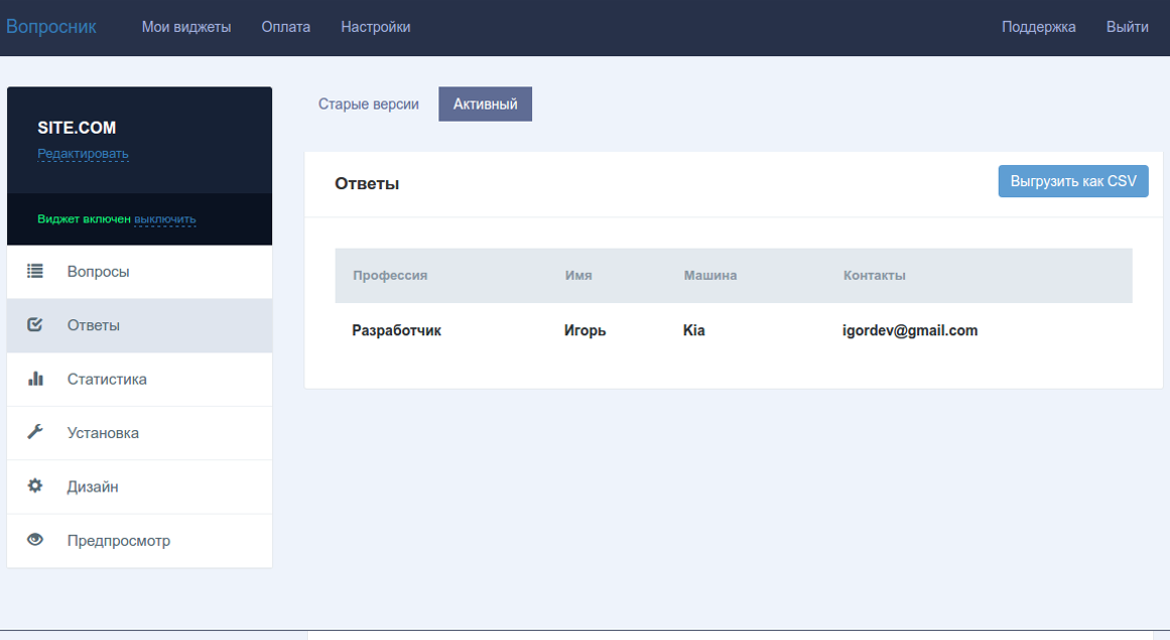 Вопросник Мои виджеты Оплата Настройки Поддержка Выйти
SITE.COM
Редактировать
Виджет включен выключить
Вопросы
Ответы
Статистика
Установка
Дизайн
Предпросмотр
Старые версии Активный
Ответы Выгрузить как CSV
Профессия Имя Машина Контакты
Разработчик Игорь Kia igordev@gmail.com